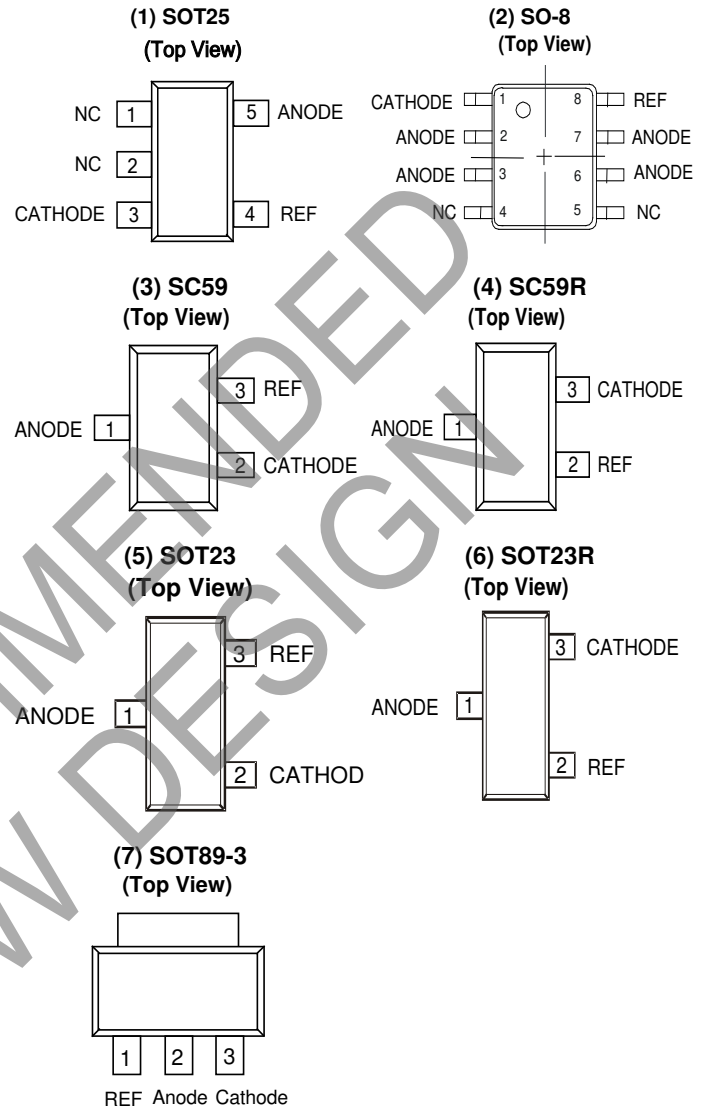 (1) SOT25
(Top View)
NC 1
5 ANODE
NC 2
CATHODE 3
4 REF
(2) SO-8
(Top View)
CATHODE 1
8 REF
ANODE 2
7 ANODE
ANODE 3
6 ANODE
NC 4
5 NC
(3) SC59
(Top View)
3 REF
ANODE 1
2 CATHODE
(4) SC59R
(Top View)
3 CATHODE
ANODE 1
2 REF
(5) SOT23
(Top View)
3 REF
ANODE 1
2 CATHOD
(6) SOT23R
(Top View)
3 CATHODE
ANODE 1
2 REF
(7) SOT89-3
(Top View)
1 2 3
REF Anode Cathode
MMENDED
W DESIGN